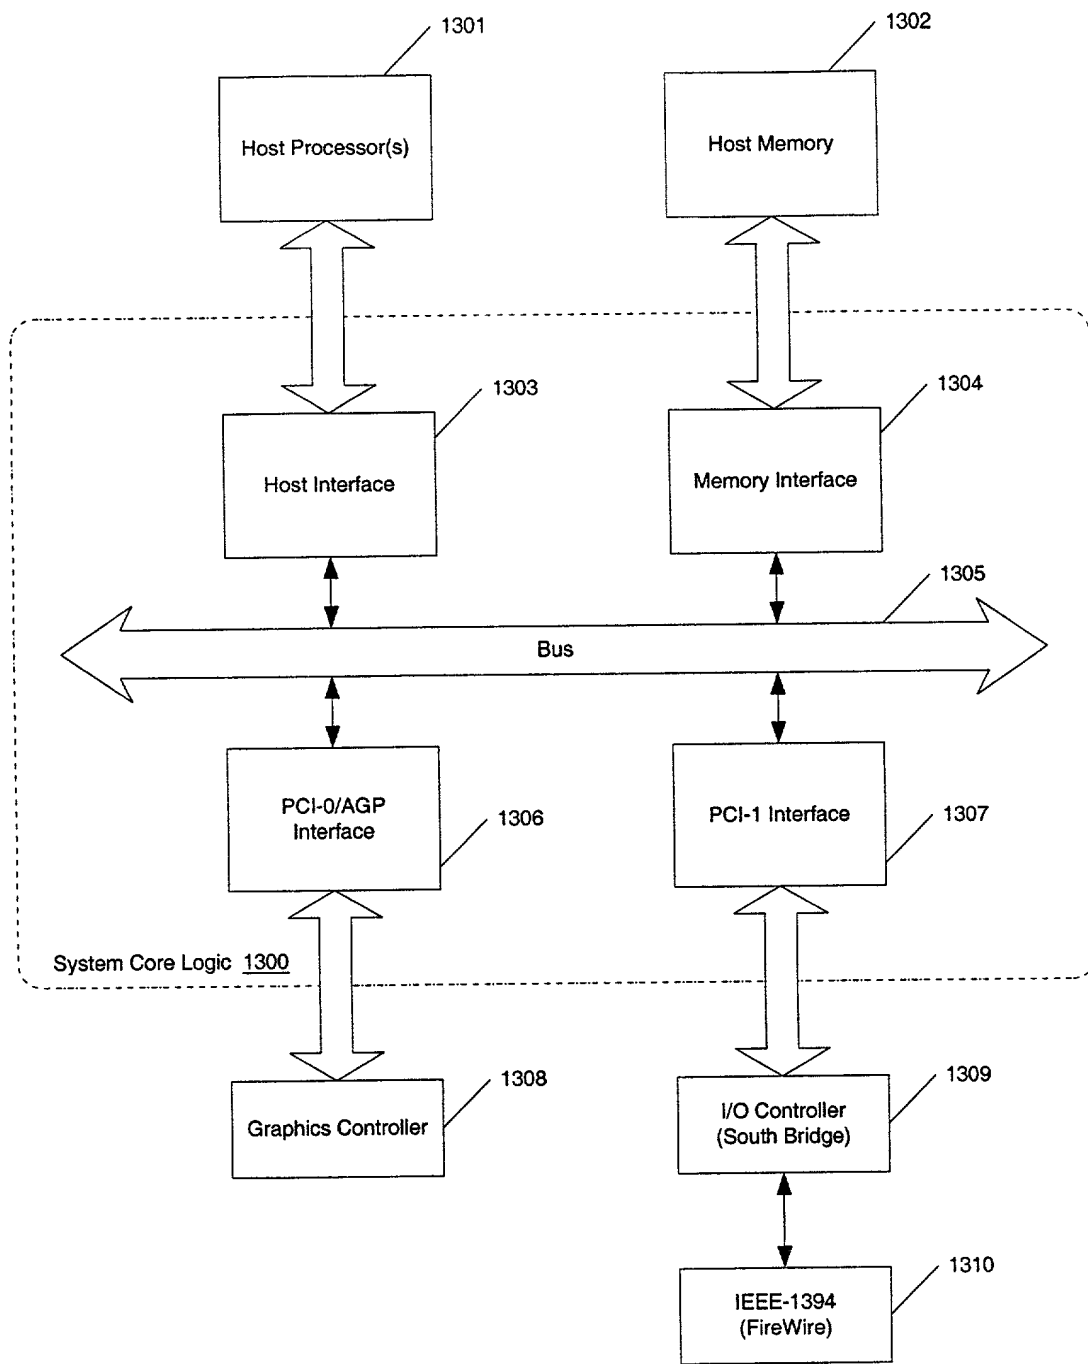 1301
1302
Host Processor(s)
Host Memory
1303
1304
Host Interface
Memory Interface
1305
Bus
PCI-0/AGP
Interface
1306
PCI-1 Interface
1307
System Core Logic 1300
1308
Graphics Controller
1309
I/O Controller
(South Bridge)
1310
IEEE-1394
(FireWire)